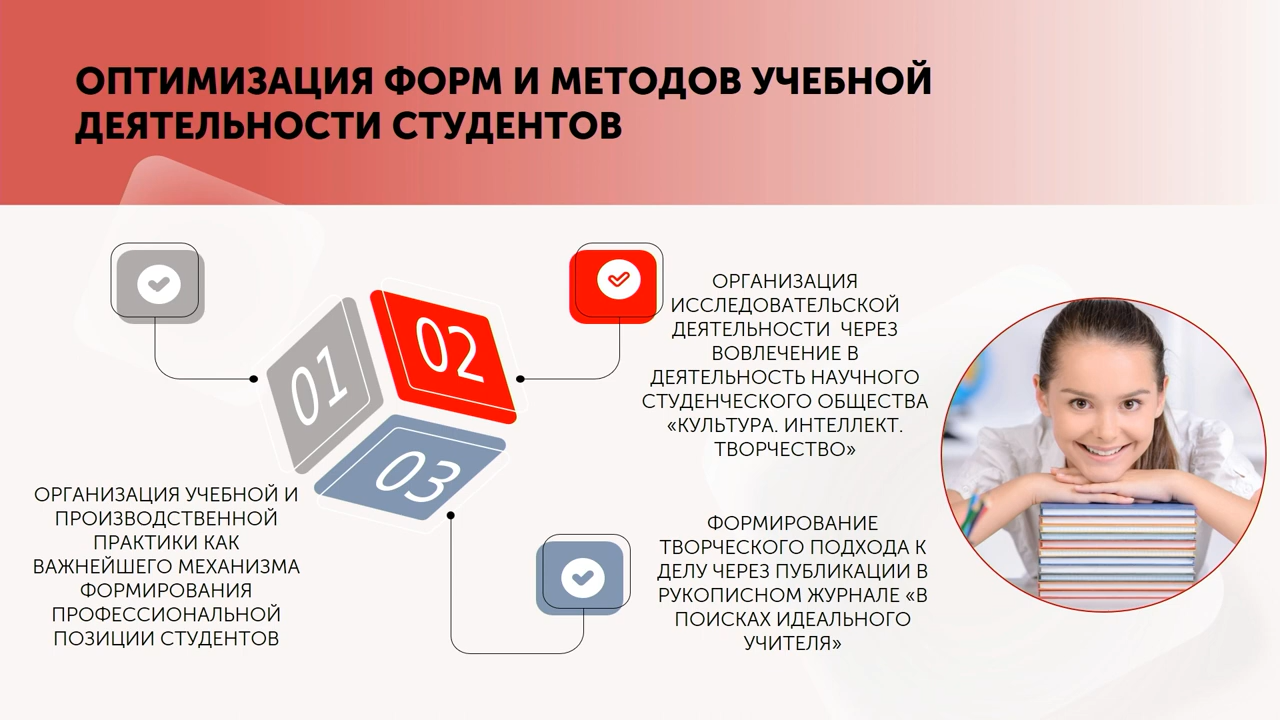 ОПТИМИЗАЦИЯ ФОРМ И МЕТОДОВ УЧЕБНОЙ
ДЕЯТЕЛЬНОСТИ СТУДЕНТОВ
01
ОРГАНИЗАЦИЯ УЧЕБНОЙ И
ПРОИЗВОДСТВЕННОЙ
ПРАКТИКИ КАК
ВАЖНЕЙШЕГО МЕХАНИЗМА
ФОРМИРОВАНИЯ
ПРОФЕССИОНАЛЬНОЙ
ПОЗИЦИИ СТУДЕНТОВ
02
ОРГАНИЗАЦИЯ
ИССЛЕДОВАТЕЛЬСКОЙ
ДЕЯТЕЛЬНОСТИ ЧЕРЕЗ
ВОВЛЕЧЕНИЕ В
ДЕЯТЕЛЬНОСТЬ НАУЧНОГО
СТУДЕНЧЕСКОГО ОБЩЕСТВА
«КУЛЬТУРА. ИНТЕЛЛЕКТ.
ТВОРЧЕСТВО»
03
ФОРМИРОВАНИЕ
ТВОРЧЕСКОГО ПОДХОДА К
ДЕЛУ ЧЕРЕЗ ПУБЛИКАЦИИ В
РУКОПИСНОМ ЖУРНАЛЕ «В
ПОИСКАХ ИДЕАЛЬНОГО
УЧИТЕЛЯ»